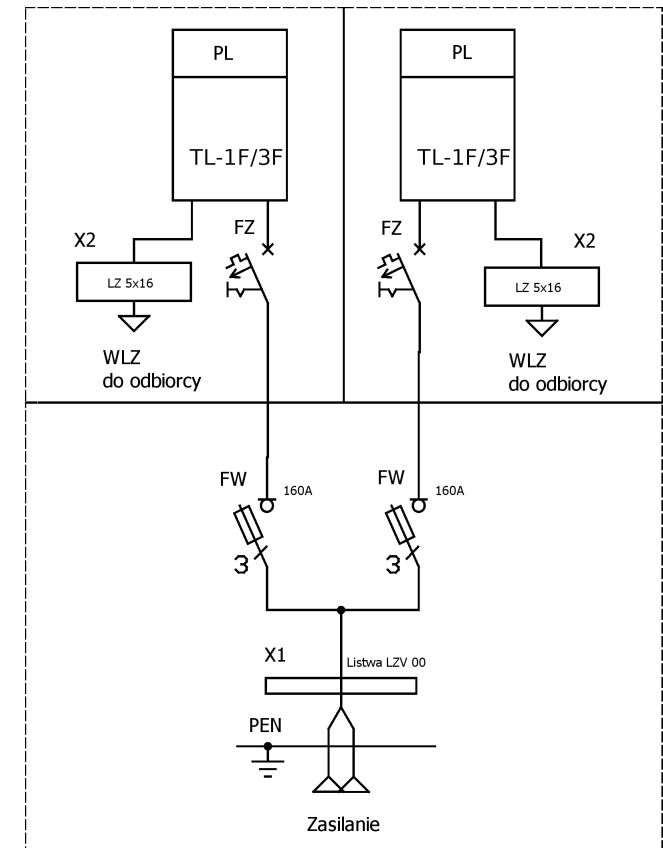 PL
PL
TL-1F/3F
TL-1F/3F
FZ
FZ
X2
X2
LZ 5x16
LZ 5x16
WLZ
do odbiorcy
WLZ
do odbiorcy
FW
160A
FW
160A
3
3
X1
Listwa LZV 00
PEN
Zasilanie